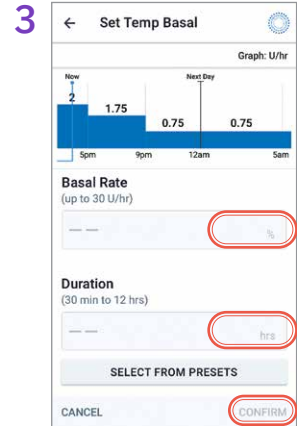 3
← Set Temp Basal
Graph: U/hr
Now
Next Day
2
1.75
0.75
0.75
5pm
9pm
12am
5am
Basal Rate
(up to 30 U/hr)
— —
%
Duration
(30 min to 12 hrs)
— —
hrs
SELECT FROM PRESETS
CANCEL
CONFIRM